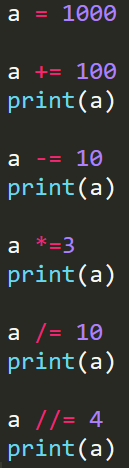 a = 1000
a += 100
print(a)
a -= 10
print(a)
a *=3
print(a)
a /= 10
print(a)
a //= 4
print(a)